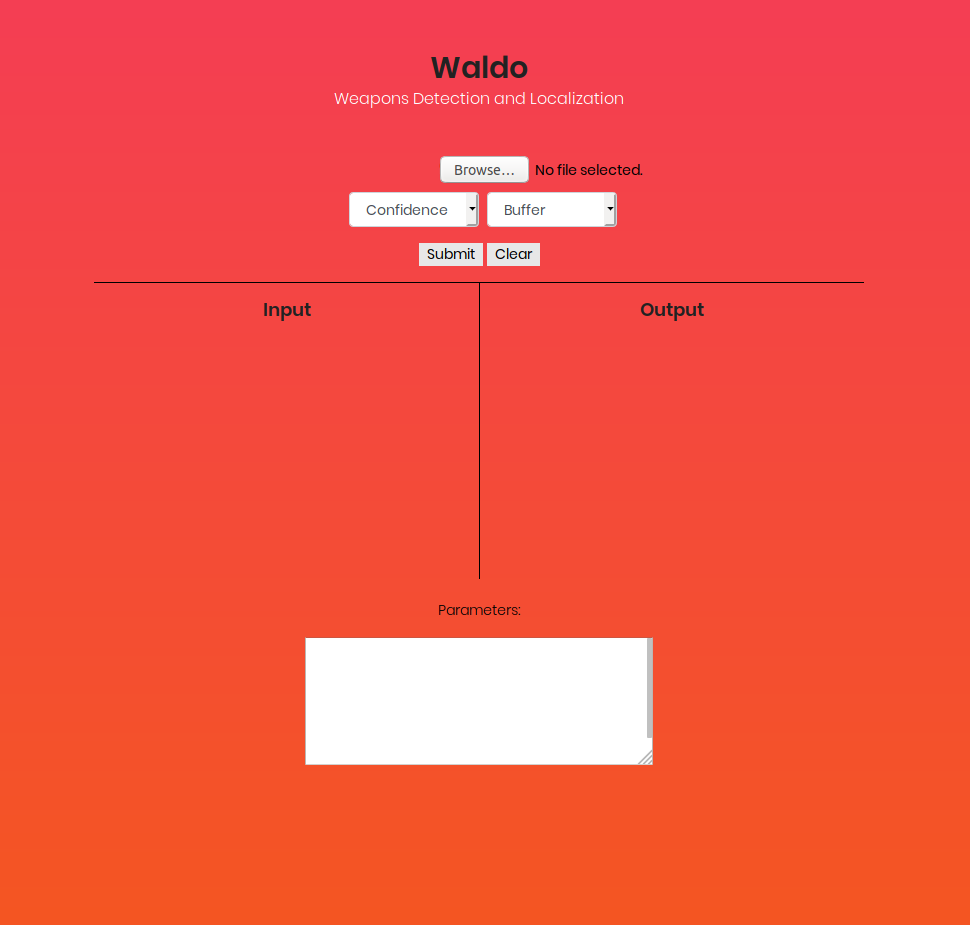 Waldo
Weapons Detection and Localization
Browse... No file selected.
Confidence Buffer
Submit Clear
Input Output
Parameters: